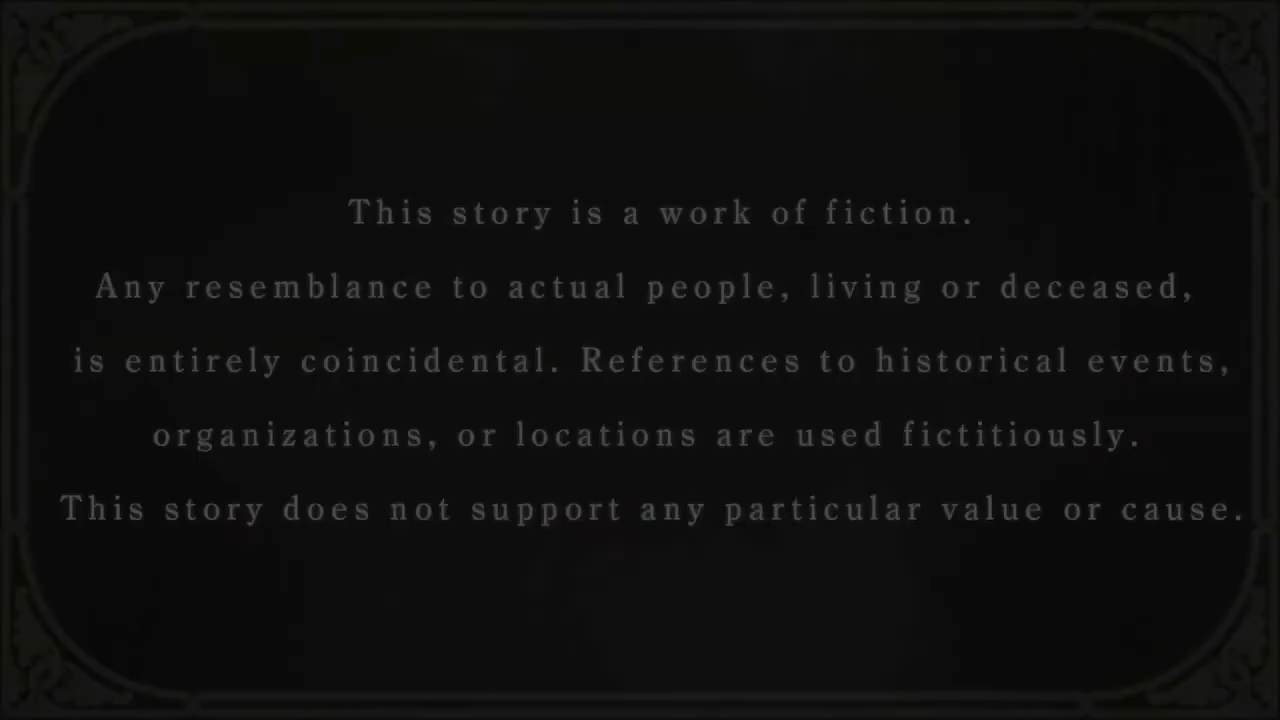 This story is a work of fiction.
Any resemblance to actual people, living or deceased,
is entirely coincidental. References to historical events,
organizations, or locations are used fictitiously.
This story does not support any particular value or cause.